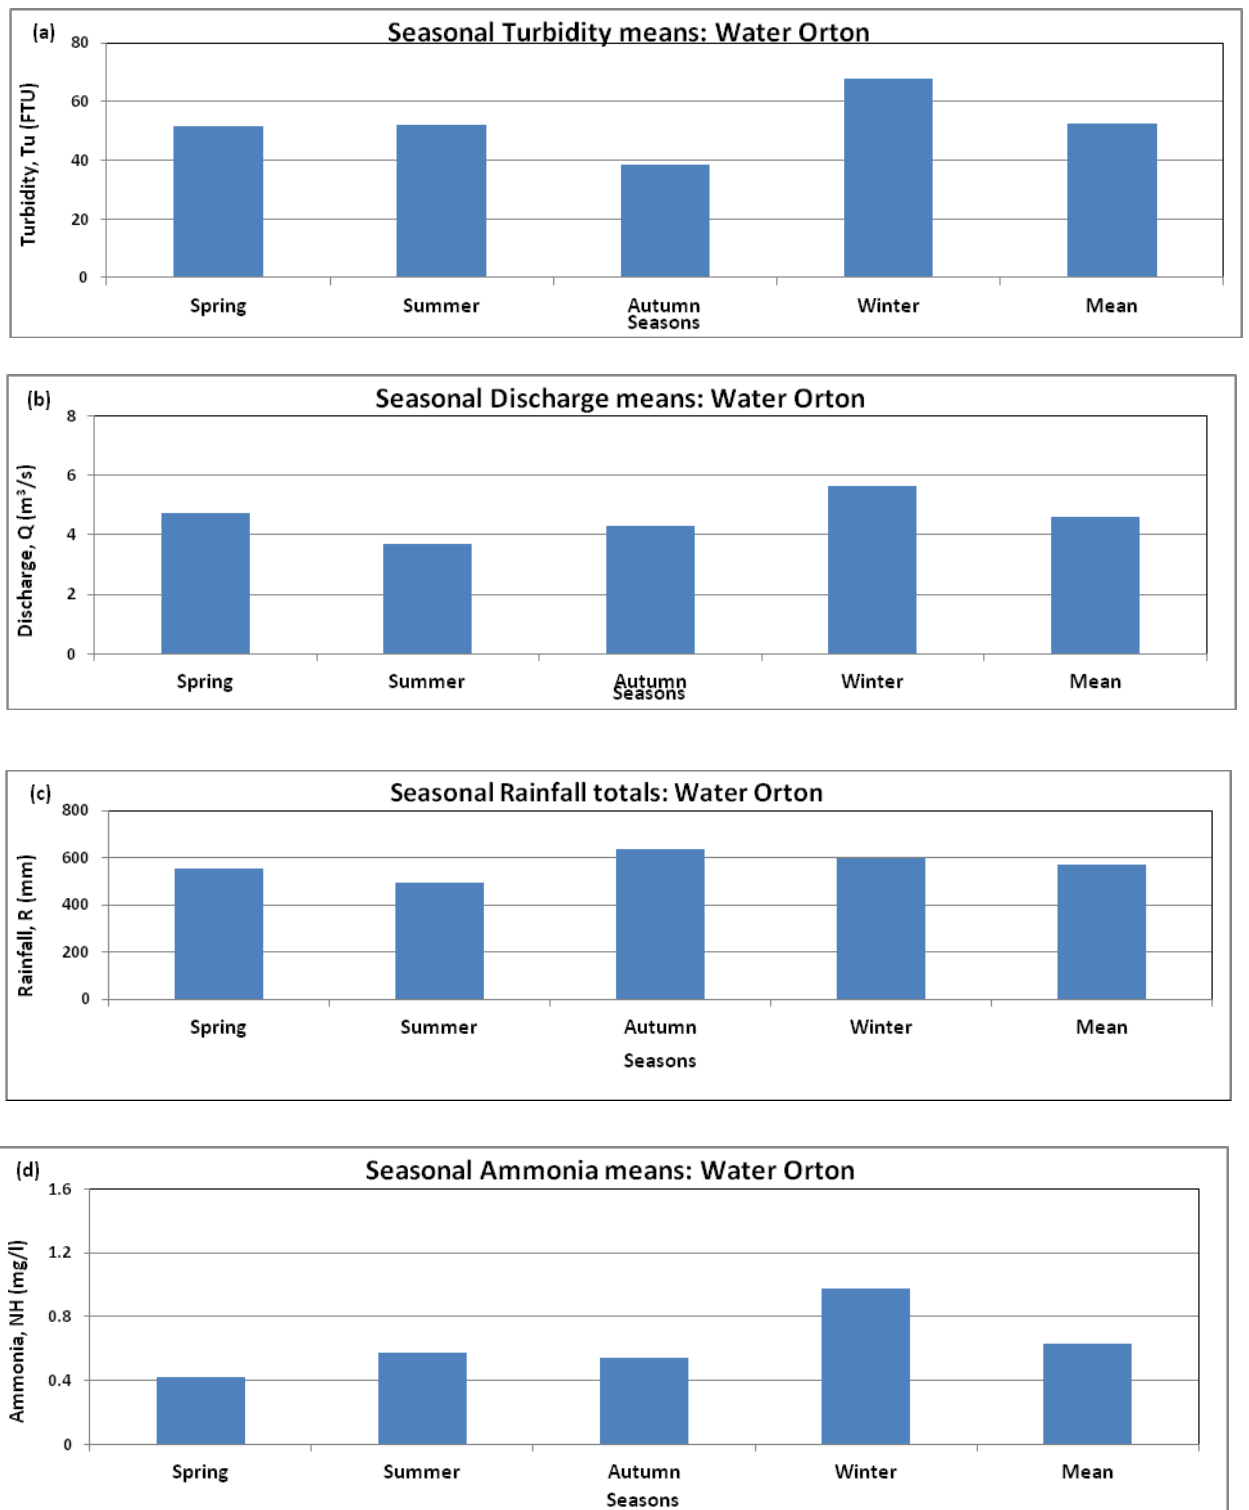 (a)
Seasonal Turbidity means: Water Orton
Turbidity, Tu (FTU)
80
60
40
20
0
Spring Summer Autumn Winter Mean
Seasons
(b)
Seasonal Discharge means: Water Orton
Discharge, Q (m³/s)
8
6
4
2
0
Spring Summer Autumn Winter Mean
Seasons
(c)
Seasonal Rainfall totals: Water Orton
Rainfall, R (mm)
800
600
400
200
0
Spring Summer Autumn Winter Mean
Seasons
(d)
Seasonal Ammonia means: Water Orton
Ammonia, NH (mg/l)
1.6
1.2
0.8
0.4
0
Spring Summer Autumn Winter Mean
Seasons